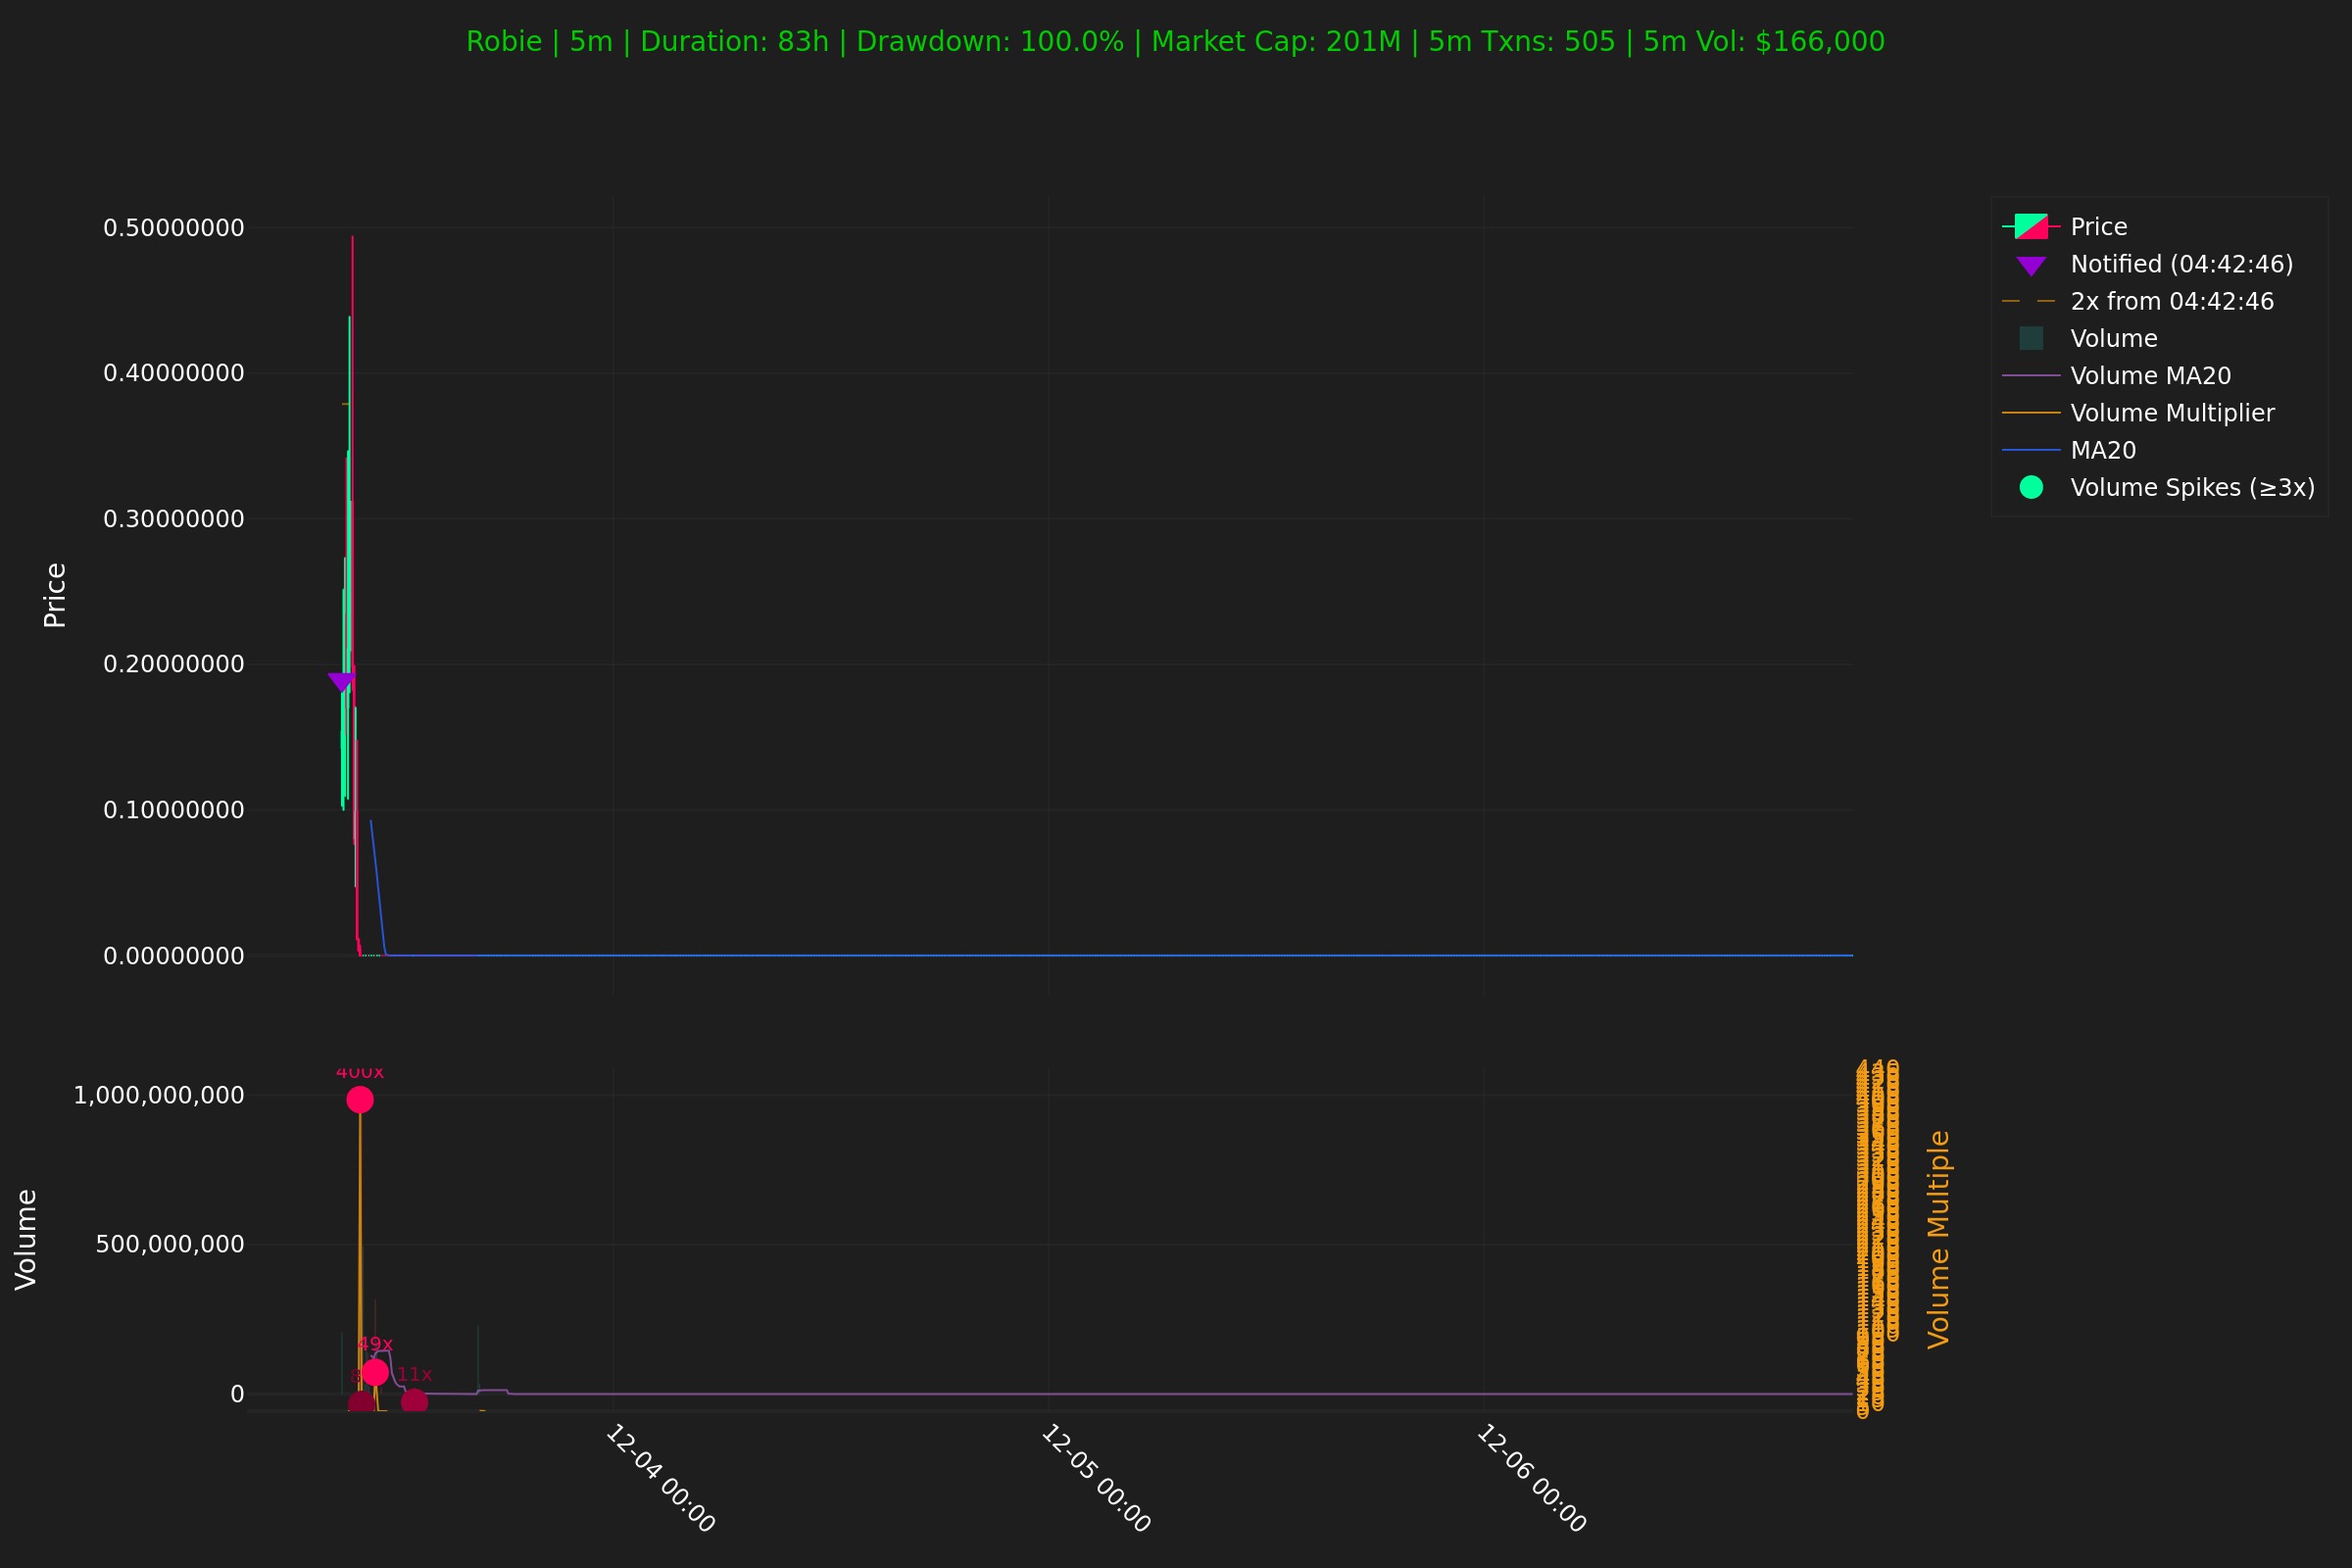 Robie | 5m | Duration: 83h | Drawdown: 100.0% | Market Cap: 201M | 5m Txns: 505 | 5m Vol: $166,000
0.50000000
0.40000000
0.30000000
0.20000000
0.10000000
0.00000000
Price
Price
Notified (04:42:46)
2x from 04:42:46
Volume
Volume MA20
Volume Multiplier
MA20
Volume Spikes (≥3x)
400x
49x
11x
1,000,000,000
500,000,000
0
Volume
Volume Multiple
12-04 00:00
12-05 00:00
12-06 00:00